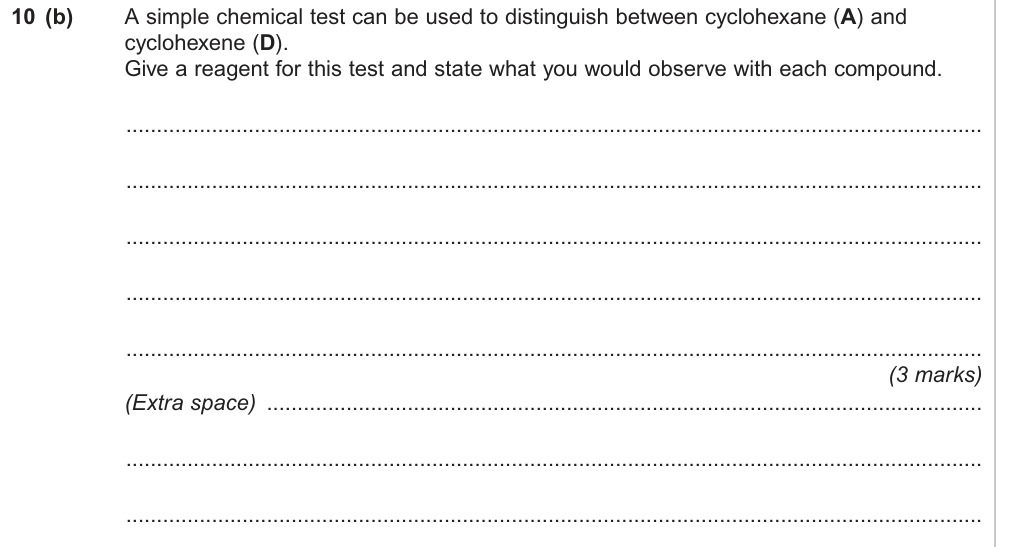 10 (b) A simple chemical test can be used to distinguish between cyclohexane (A) and
cyclohexene (D).
Give a reagent for this test and state what you would observe with each compound.
(3 marks)
(Extra space)